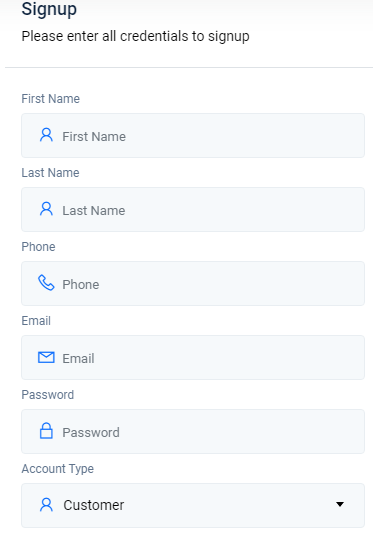 Signup
Please enter all credentials to signup
First Name
First Name
Last Name
Last Name
Phone
Phone
Email
Email
Password
Password
Account Type
Customer